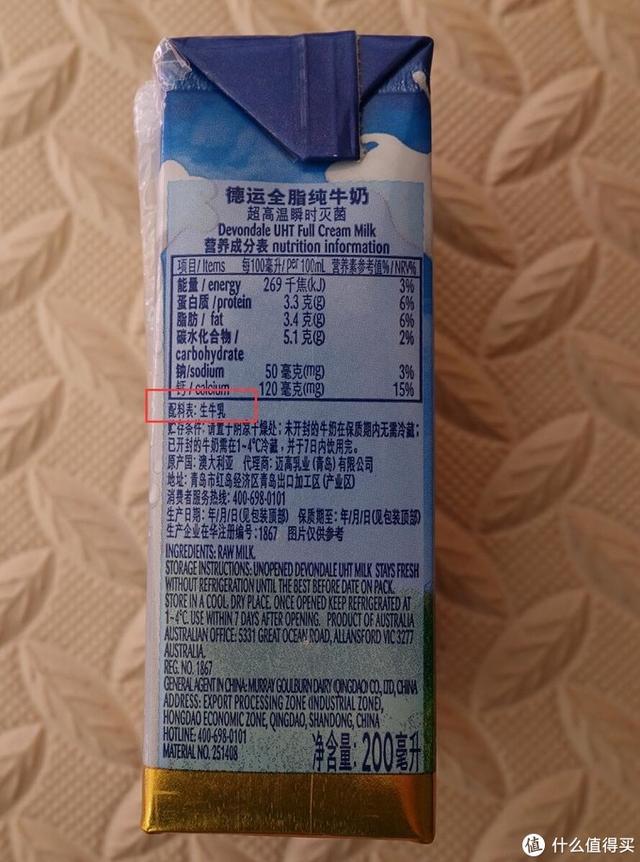 德运全脂纯牛奶
超高温瞬时灭菌
Devondale UHT Full Cream Milk
营养成分表 nutrition information
项目/Items 每100毫升/per 100mL 营养素参考值%/NRV%
能量/energy 269 千焦(kJ) 3%
蛋白质/protein 3.3 克(g) 6%
脂肪/fat 3.4 克(g) 6%
碳水化合物/ 5.1 克(g) 2%
carbohydrate
钠/sodium 50 毫克(mg) 3%
钙/calcium 120 毫克(mg) 15%
配料表: 生牛乳
贮存条件: 请置于阴凉干燥处; 未开封的牛奶在保质期内无需冷藏;
已开封的牛奶需在1~4℃冷藏, 并于7日内饮用完。
原产国: 澳大利亚 代理商: 迈高乳业(青岛)有限公司
地址: 青岛市红岛经济区青岛出口加工区(产业区)
消费者服务热线: 400-698-0101
生产日期: 年/月/日(见包装顶部) 保质期至: 年/月/日(见包装顶部)
生产企业在华注册编号: 1867 图片仅供参考
INGREDIENTS: RAW MILK.
STORAGE INSTRUCTIONS: UNOPENED DEVONDALE UHT MILK STAYS FRESH
WITHOUT REFRIGERATION UNTIL THE BEST BEFORE DATE ON PACK.
STORE IN A COOL, DRY PLACE. ONCE OPENED KEEP REFRIGERATED AT
1~4℃. USE WITHIN 7 DAYS AFTER OPENING. PRODUCT OF AUSTRALIA
AUSTRALIAN OFFICE: 5331 GREAT OCEAN ROAD, ALLANSFORD VIC 3277
AUSTRALIA.
REG. NO. 1867
GENERAL AGENT IN CHINA: MURRAY GOULBURN DAIRY (QINGDAO) CO., LTD, CHINA
ADDRESS: EXPORT PROCESSING ZONE (INDUSTRIAL ZONE),
HONGDAO ECONOMIC ZONE, QINGDAO, SHANDONG, CHINA
HOTLINE: 400-698-0101
MATERIAL NO. 251408
净含量: 200毫升
值 什么值得买